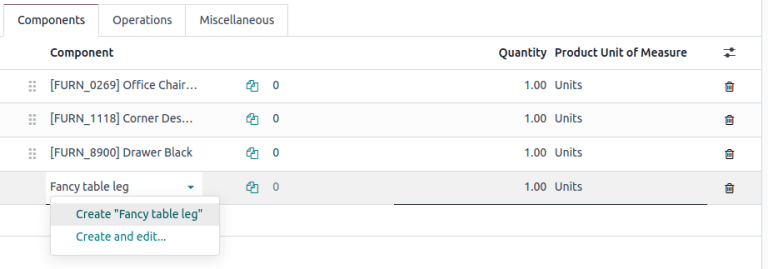 Components Operations Miscellaneous
Component Quantity Product Unit of Measure
[FURN_0269] Office Chair... 0 1.00 Units
[FURN_1118] Corner Des... 0 1.00 Units
[FURN_8900] Drawer Black 0 1.00 Units
Fancy table leg 0 1.00 Units
Create "Fancy table leg"
Create and edit...